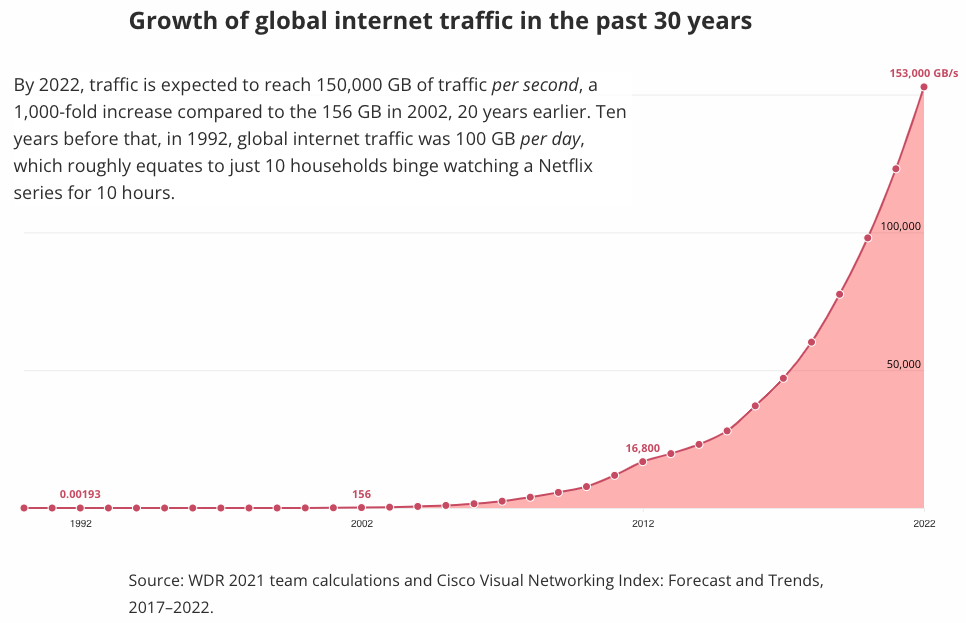 Growth of global internet traffic in the past 30 years
By 2022, traffic is expected to reach 150,000 GB of traffic per second, a
1,000-fold increase compared to the 156 GB in 2002, 20 years earlier. Ten
years before that, in 1992, global internet traffic was 100 GB per day,
which roughly equates to just 10 households binge watching a Netflix
series for 10 hours.
153,000 GB/s
100,000
50,000
16,800
0.00193
156
1992
2002
2012
2022
Source: WDR 2021 team calculations and Cisco Visual Networking Index: Forecast and Trends,
2017–2022.